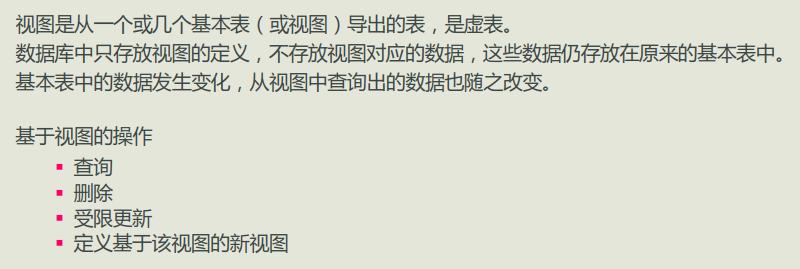 视图是从一个或几个基本表（或视图）导出的表，是虚表。
数据库中只存放视图的定义，不存放视图对应的数据，这些数据仍存放在原来的基本表中。
基本表中的数据发生变化，从视图中查询出的数据也随之改变。
基于视图的操作
▪ 查询
▪ 删除
▪ 受限更新
▪ 定义基于该视图的新视图